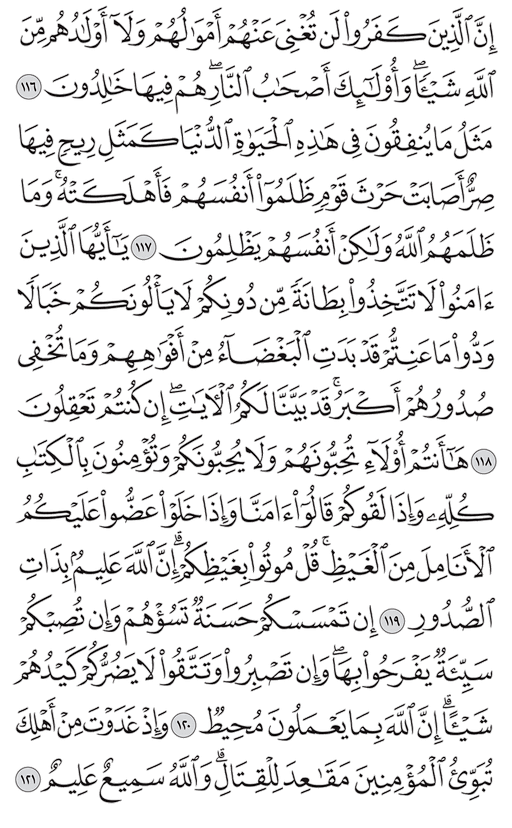 إِنَّ ٱلَّذِينَ كَفَرُوا۟ لَن تُغْنِىَ عَنْهُمْ أَمْوَٰلُهُمْ وَلَآ أَوْلَـٰدُهُم مِّنَ
ٱللَّهِ شَيْـًٔا ۖ وَأُو۟لَـٰٓئِكَ أَصْحَـٰبُ ٱلنَّارِ ۖ هُمْ فِيهَا خَـٰلِدُونَ ١١٦
مَثَلُ مَا يُنفِقُونَ فِى هَـٰذِهِ ٱلْحَيَوٰةِ ٱلدُّنْيَا كَمَثَلِ رِيحٍ فِيهَا
صِرٌّ أَصَابَتْ حَرْثَ قَوْمٍ ظَلَمُوٓا۟ أَنفُسَهُمْ فَأَهْلَكَتْهُ ۚ وَمَا
ظَلَمَهُمُ ٱللَّهُ وَلَـٰكِنْ أَنفُسَهُمْ يَظْلِمُونَ ١١٧ يَـٰٓأَيُّهَا ٱلَّذِينَ
ءَامَنُوا۟ لَا تَتَّخِذُوا۟ بِطَانَةً مِّن دُونِكُمْ لَا يَأْلُونَكُمْ خَبَالًا
وَدُّوا۟ مَا عَنِتُّمْ قَدْ بَدَتِ ٱلْبَغْضَآءُ مِنْ أَفْوَٰهِهِمْ وَمَا تُخْفِى
صُدُورُهُمْ أَكْبَرُ ۚ قَدْ بَيَّنَّا لَكُمُ ٱلْـَٔايَـٰتِ ۖ إِن كُنتُمْ تَعْقِلُونَ
١١٨ هَـٰٓأَنتُمْ أُو۟لَآءِ تُحِبُّونَهُمْ وَلَا يُحِبُّونَكُمْ وَتُؤْمِنُونَ بِٱلْكِتَـٰبِ
كُلِّهِۦ وَإِذَا لَقُوكُمْ قَالُوٓا۟ ءَامَنَّا وَإِذَا خَلَوْا۟ عَضُّوا۟ عَلَيْكُمُ
ٱلْأَنَامِلَ مِنَ ٱلْغَيْظِ ۚ قُلْ مُوتُوا۟ بِغَيْظِكُمْ ۗ إِنَّ ٱللَّهَ عَلِيمٌۢ بِذَاتِ
ٱلصُّدُورِ ١١٩ إِن تَمْسَسْكُمْ حَسَنَةٌ تَسُؤْهُمْ وَإِن تُصِبْكُمْ
سَيِّئَةٌ يَفْرَحُوا۟ بِهَا ۖ وَإِن تَصْبِرُوا۟ وَتَتَّقُوا۟ لَا يَضُرُّكُمْ كَيْدُهُمْ
شَيْـًٔا ۗ إِنَّ ٱللَّهَ بِمَا يَعْمَلُونَ مُحِيطٌ ١٢٠ وَإِذْ غَدَوْتَ مِنْ أَهْلِكَ
تُبَوِّئُ ٱلْمُؤْمِنِينَ مَقَـٰعِدَ لِلْقِتَالِ ۗ وَٱللَّهُ سَمِيعٌ عَلِيمٌ ١٢١